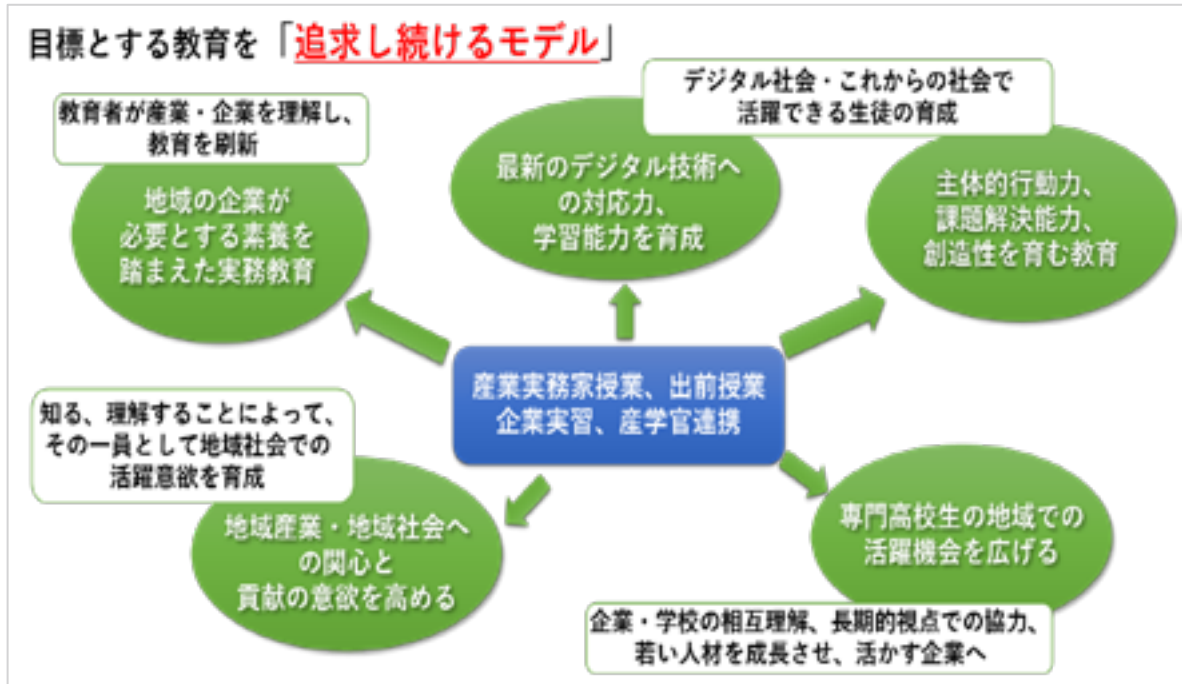 目標とする教育を「追求し続けるモデル」
教育者が産業・企業を理解し、
教育を刷新
地域の企業が
必要とする素養を
踏まえた実務教育
最新のデジタル技術へ
の対応力、
学習能力を育成
デジタル社会・これからの社会で
活躍できる生徒の育成
主体的行動力、
課題解決能力、
創造性を育む教育
産業実務家授業、出前授業
企業実習、産学官連携
知る、理解することによって、
その一員として地域社会での
活躍意欲を育成
地域産業・地域社会へ
の関心と
貢献の意欲を高める
専門高校生の地域での
活躍機会を広げる
企業・学校の相互理解、長期的視点での協力、
若い人材を成長させ、活かす企業へ